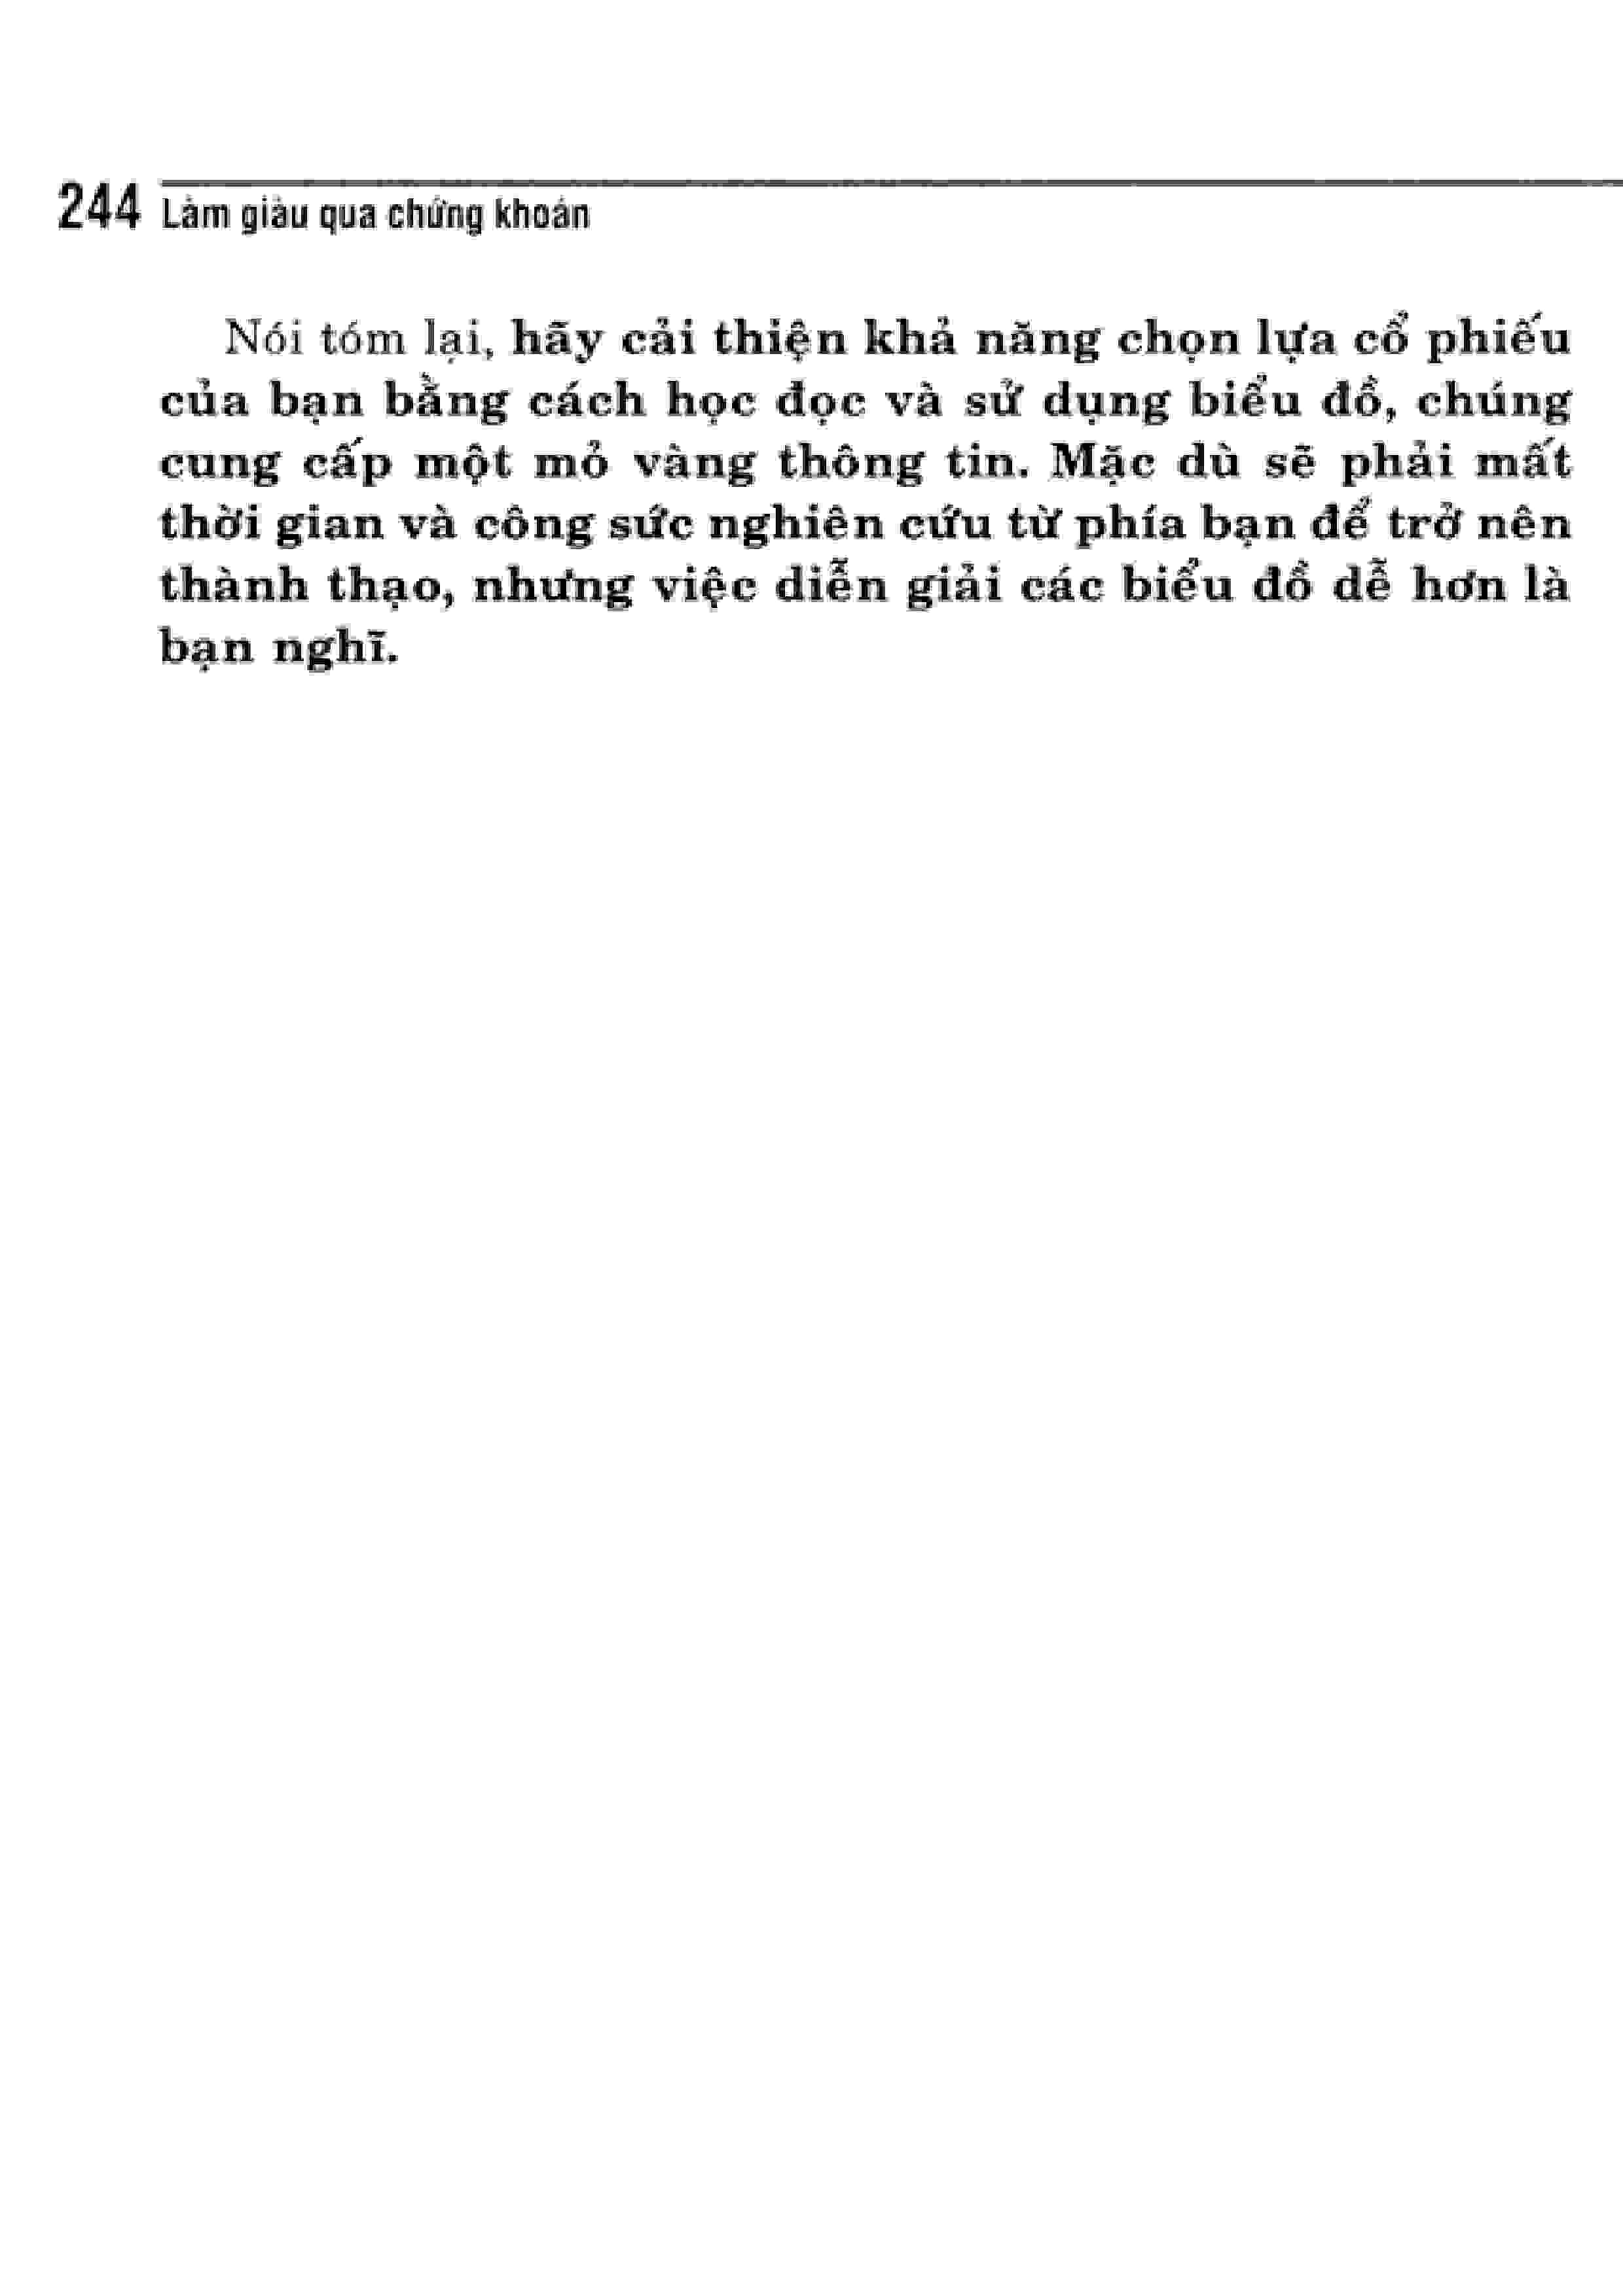 244 Làm giàu qua chứng khoán
Nói tóm lại, hãy cải thiện khả năng chọn lựa cổ phiếu
của bạn bằng cách học đọc và sử dụng biểu đồ, chúng
cung cấp một mỏ vàng thông tin. Mặc dù sẽ phải mất
thời gian và công sức nghiên cứu từ phía bạn để trở nên
thành thạo, nhưng việc diễn giải các biểu đồ dễ hơn là
bạn nghĩ.